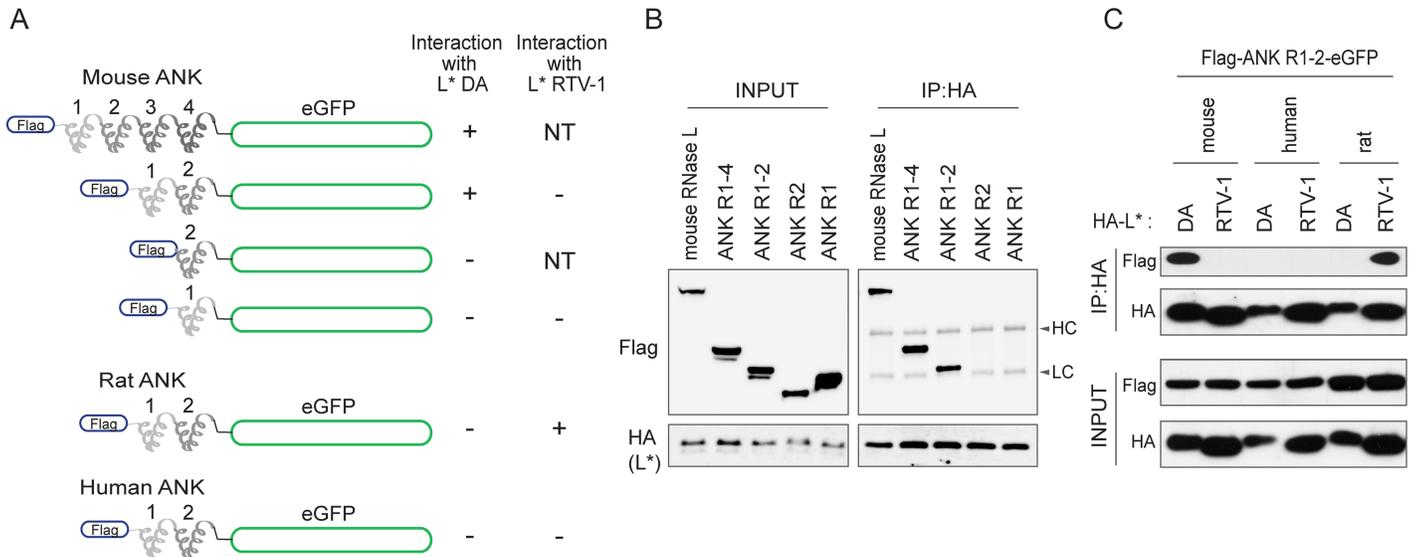 A
Interaction with L* DA
Interaction with L* RTV-1
Mouse ANK
1 2 3 4
eGFP
Flag
+ NT
1 2
Flag
+ -
2
Flag
- NT
1
Flag
- -
Rat ANK
1 2
eGFP
Flag
- +
Human ANK
1 2
eGFP
Flag
- -
B
INPUT
IP:HA
mouse RNase L
ANK R1-4
ANK R1-2
ANK R2
ANK R1
mouse RNase L
ANK R1-4
ANK R1-2
ANK R2
ANK R1
Flag
HC
LC
HA
(L*)
C
Flag-ANK R1-2-eGFP
mouse
human
rat
HA-L* :
DA
RTV-1
DA
RTV-1
DA
RTV-1
IP:HA
Flag
HA
INPUT
Flag
HA